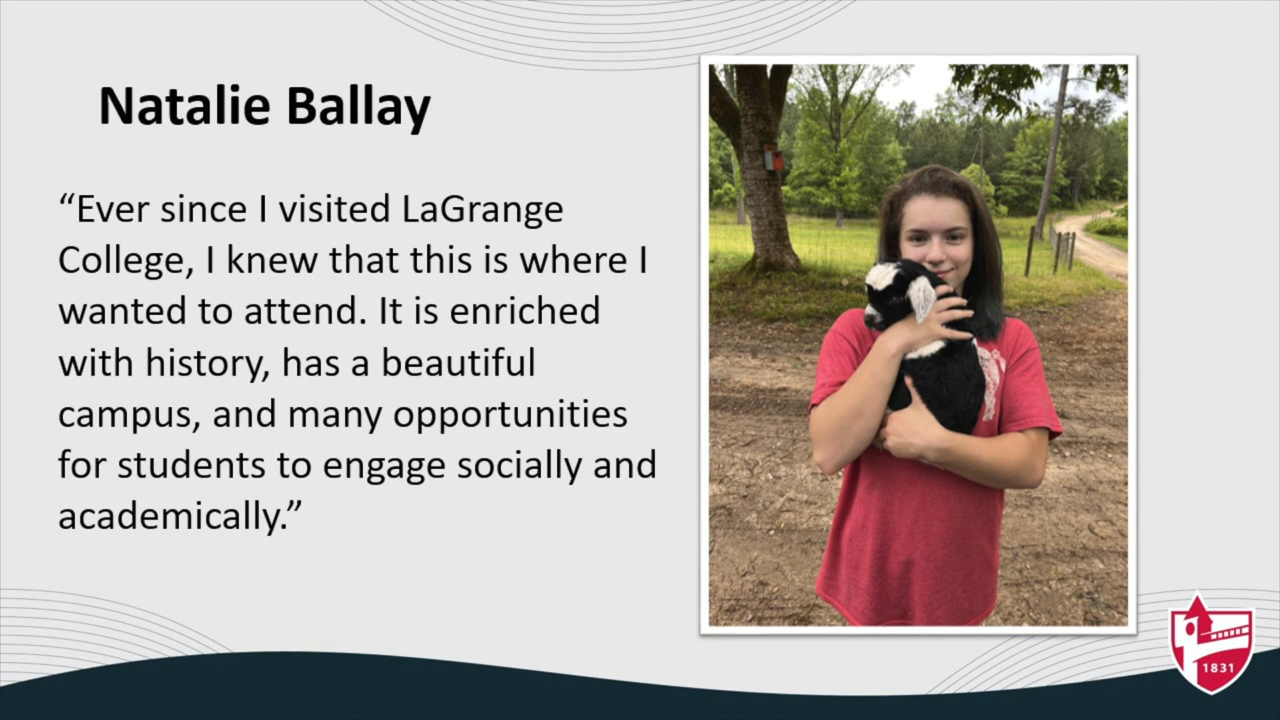 Natalie Ballay
“Ever since I visited LaGrange
College, I knew that this is where I
wanted to attend. It is enriched
with history, has a beautiful
campus, and many opportunities
for students to engage socially and
academically.”
1831